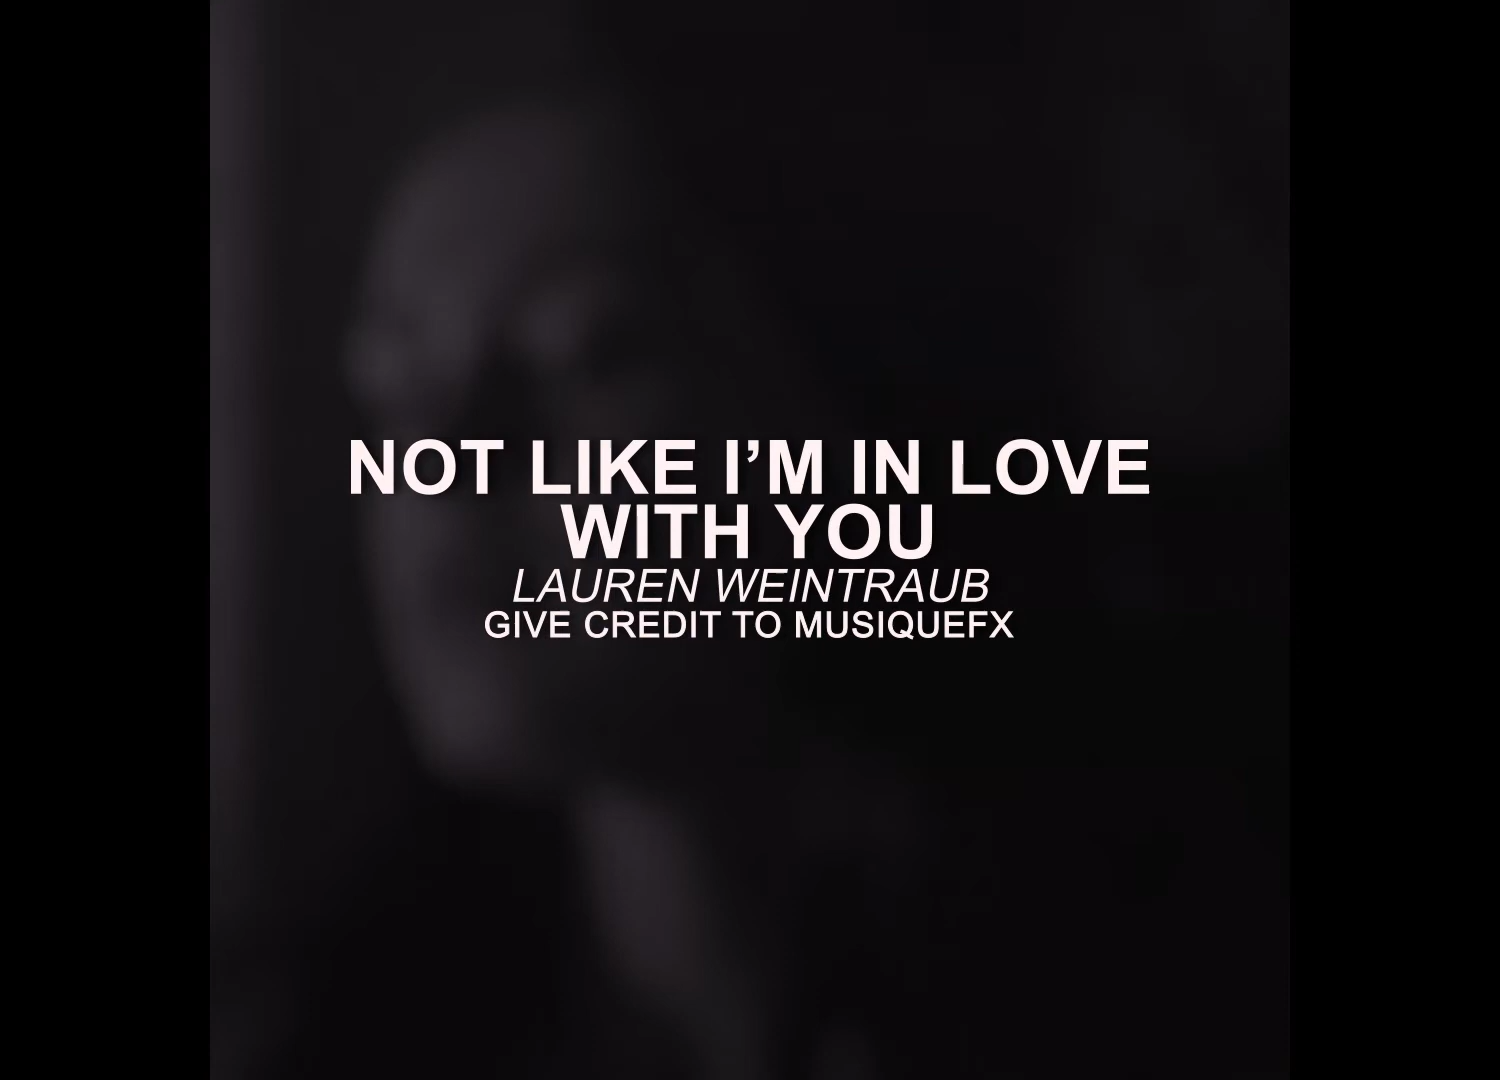 NOT LIKE I’M IN LOVE
WITH YOU
LAUREN WEINTRAUB
GIVE CREDIT TO MUSIQUEFX